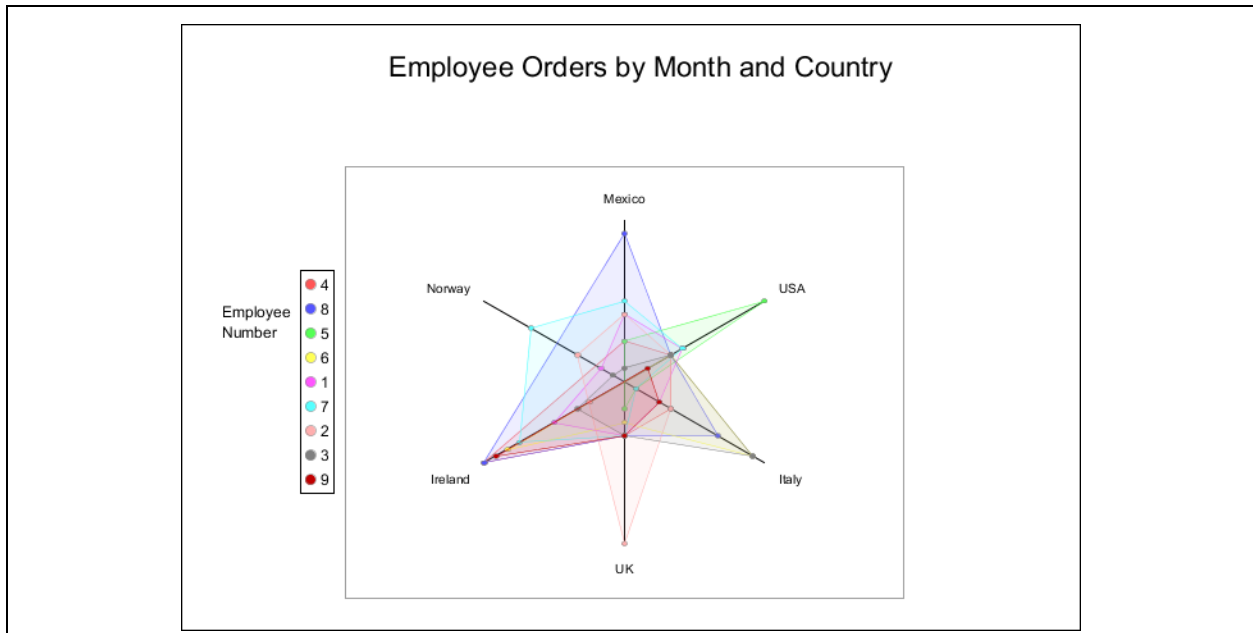 Employee Orders by Month and Country
Mexico
Norway
USA
Employee
Number
4
8
5
6
1
7
2
3
9
Ireland
Italy
UK